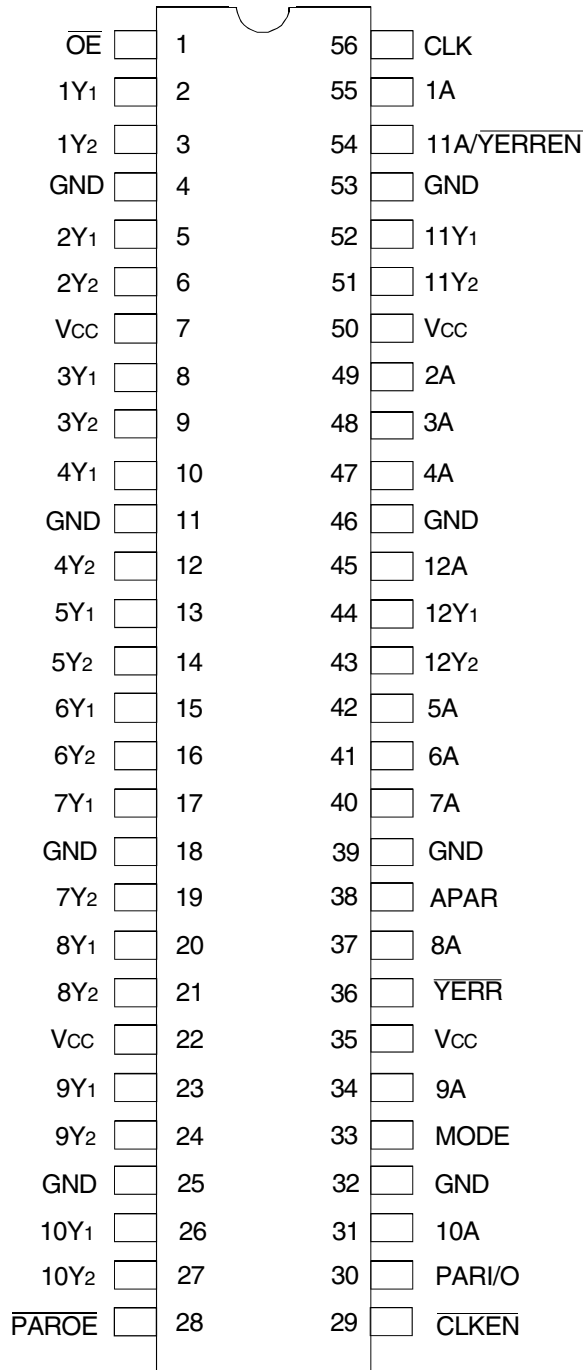 O̅E̅ 1 56 CLK
1Y1 2 55 1A
1Y2 3 54 11A/Y̅E̅R̅R̅E̅N̅
GND 4 53 GND
2Y1 5 52 11Y1
2Y2 6 51 11Y2
VCC 7 50 VCC
3Y1 8 49 2A
3Y2 9 48 3A
4Y1 10 47 4A
GND 11 46 GND
4Y2 12 45 12A
5Y1 13 44 12Y1
5Y2 14 43 12Y2
6Y1 15 42 5A
6Y2 16 41 6A
7Y1 17 40 7A
GND 18 39 GND
7Y2 19 38 APAR
8Y1 20 37 8A
8Y2 21 36 Y̅E̅R̅R̅
VCC 22 35 VCC
9Y1 23 34 9A
9Y2 24 33 MODE
GND 25 32 GND
10Y1 26 31 10A
10Y2 27 30 PARI/O
P̅A̅R̅O̅E̅ 28 29 C̅L̅K̅E̅N̅